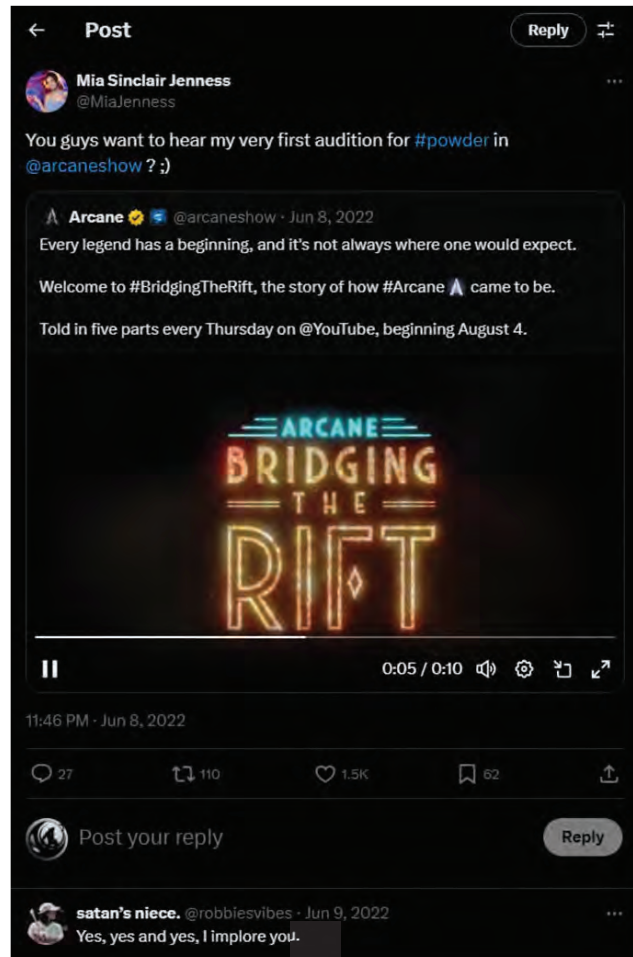 Post
Reply
Mia Sinclair Jenness
@MiaJenness
You guys want to hear my very first audition for #powder in
@arcaneshow ? ;)
Arcane @arcaneshow · Jun 8, 2022
Every legend has a beginning, and it's not always where one would expect.
Welcome to #BridgingTheRift, the story of how #Arcane came to be.
Told in five parts every Thursday on @YouTube, beginning August 4.
ARCANE
BRIDGING
THE
RIFT
0:05 / 0:10
11:46 PM · Jun 8, 2022
27 110 1.5K 62
Post your reply
Reply
satan's niece. @robbiesvibes · Jun 9, 2022
Yes, yes and yes, I implore you.